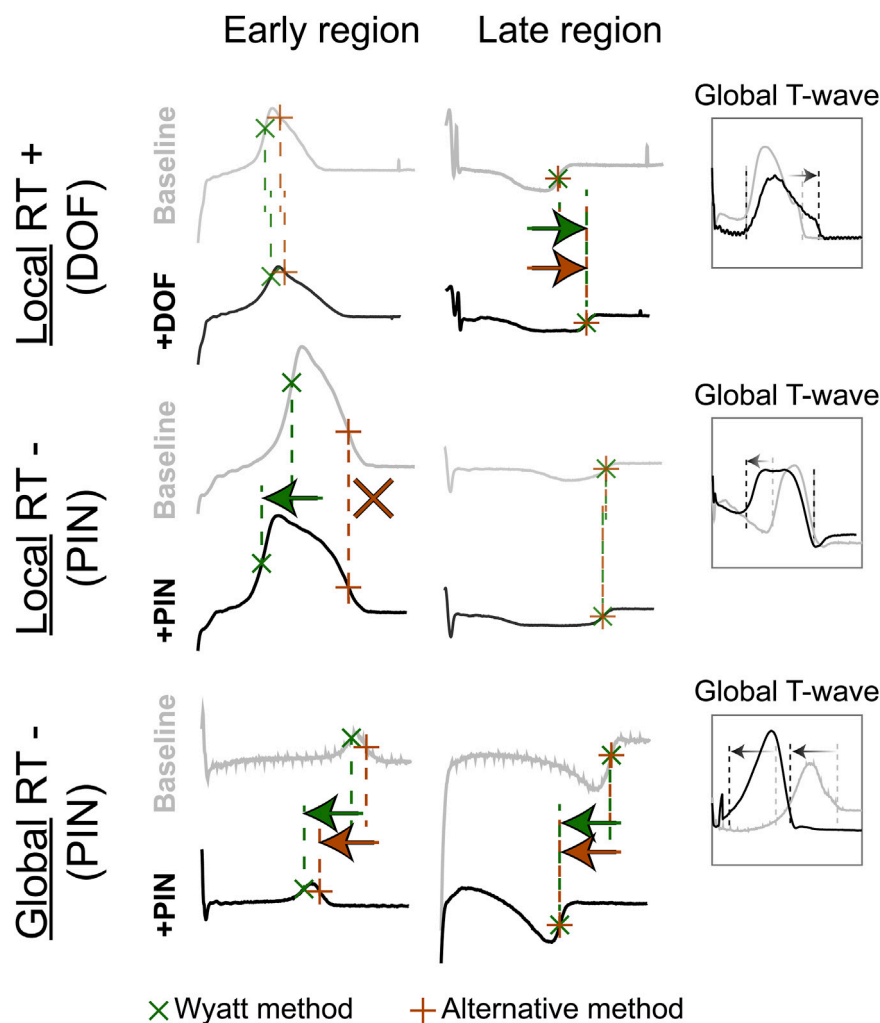 Early region Late region
Local RT +
(DOF)
Baseline
+DOF
Global T-wave
Local RT -
(PIN)
Baseline
+PIN
Global T-wave
Global RT -
(PIN)
Baseline
+PIN
Global T-wave
Wyatt method Alternative method